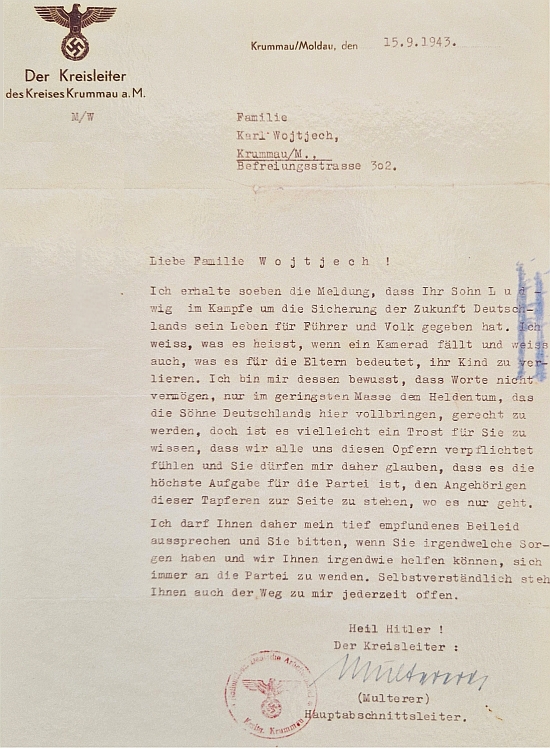 Krummau/Moldau, den 15.9.1943.
Der Kreisleiter
des Kreises Krummau a. M.
M/W
Familie
Karl Wojtjech,
Krummau/M.,
Befreiungsstrasse 302.
Liebe Familie W o j t j e c h !
Ich erhalte soeben die Meldung, dass Ihr Sohn L u d -
wig im Kampfe um die Sicherung der Zukunft Deutsch-
lands sein Leben für Führer und Volk gegeben hat. Ich
weiss, was es heisst, wenn ein Kamerad fällt und weiss
auch, was es für die Eltern bedeutet, ihr Kind zu ver-
lieren. Ich bin mir dessen bewusst, dass Worte nicht
vermögen, nur im geringsten Masse dem Heldentum, das
die Söhne Deutschlands hier vollbringen, gerecht zu
werden, doch ist es vielleicht ein Trost für Sie zu
wissen, dass wir alle uns diesen Opfern verpflichtet
fühlen und Sie dürfen mir daher glauben, dass es die
höchste Aufgabe für die Partei ist, den Angehörigen
dieser Tapferen zur Seite zu stehen, wo es nur geht.
Ich darf Ihnen daher mein tief empfundenes Beileid
aussprechen und Sie bitten, wenn Sie irgendwelche Sor-
gen haben und wir Ihnen irgendwie helfen können, sich
immer an die Partei zu wenden. Selbstverständlich steh
Ihnen auch der Weg zu mir jederzeit offen.
Heil Hitler !
Der Kreisleiter :
Multerer
(Multerer)
Hauptabschnittsleiter.
Krummau